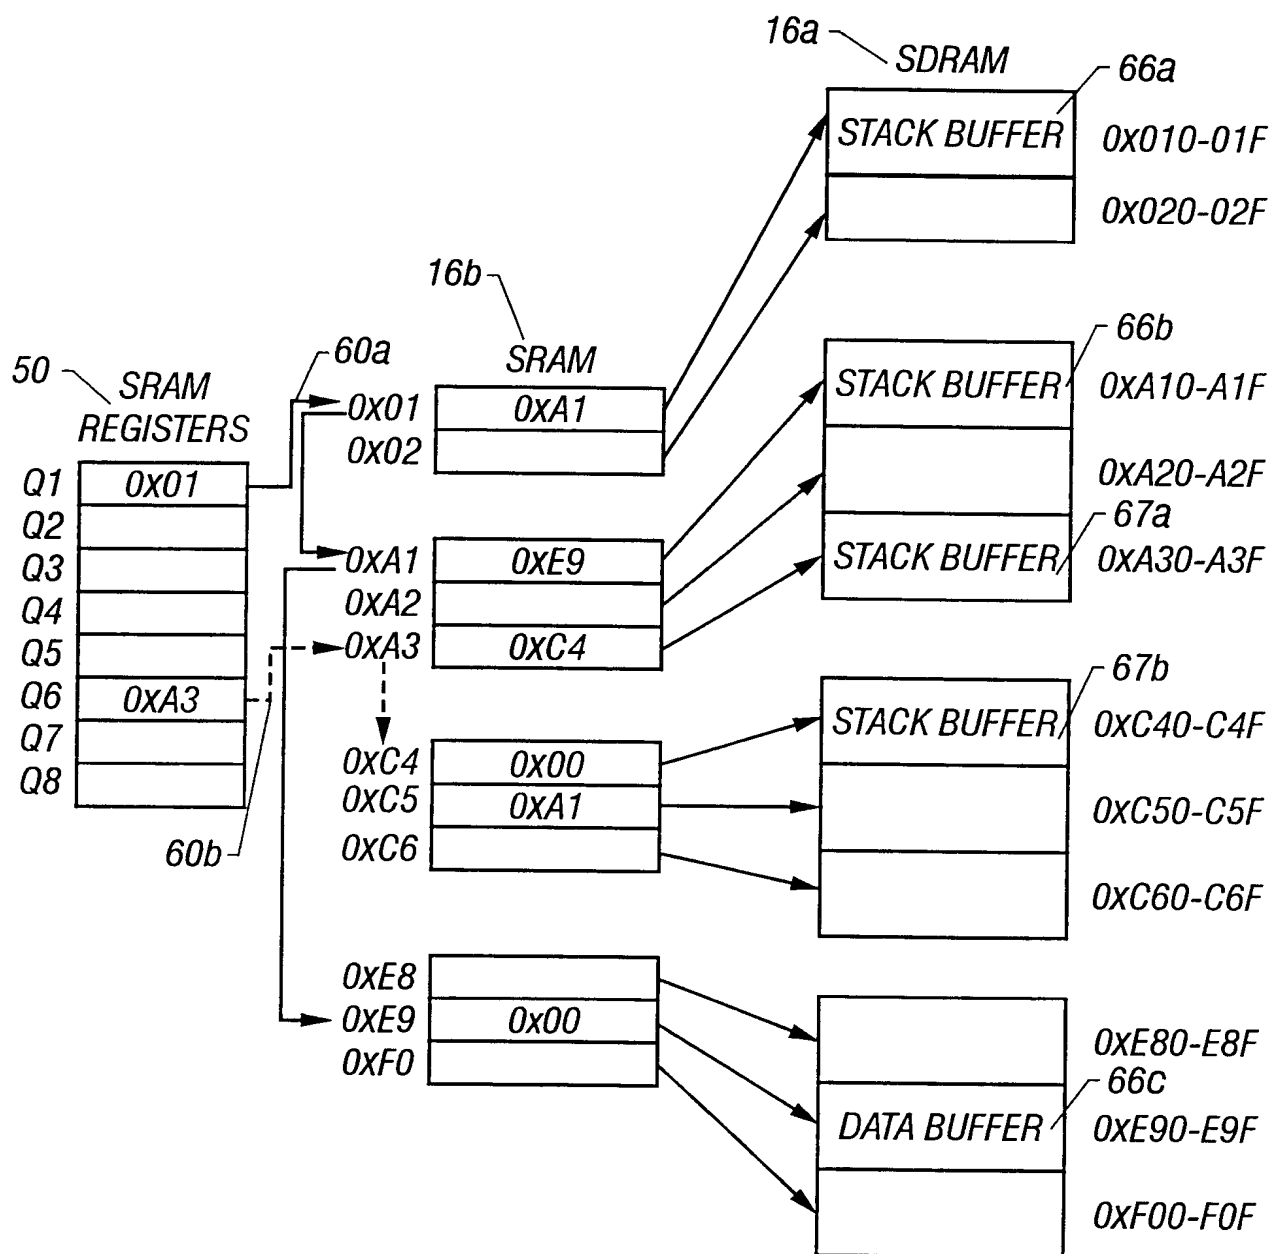 16a
SDRAM
66a
STACK BUFFER
0X010-01F
0X020-02F
16b
60a
SRAM
50
SRAM
REGISTERS
0X01
0XA1
0X02
66b
STACK BUFFER
0XA10-A1F
0XA20-A2F
67a
STACK BUFFER
0XA30-A3F
Q1
0X01
Q2
Q3
Q4
Q5
Q6
0XA3
Q7
Q8
0XA1
0XE9
0XA2
0XA3
0XC4
60b
67b
STACK BUFFER
0XC40-C4F
0XC50-C5F
0XC60-C6F
0XC4
0X00
0XC5
0XA1
0XC6
0XE8
0XE9
0x00
0XF0
0XE80-E8F
66c
DATA BUFFER
0XE90-E9F
0XF00-F0F